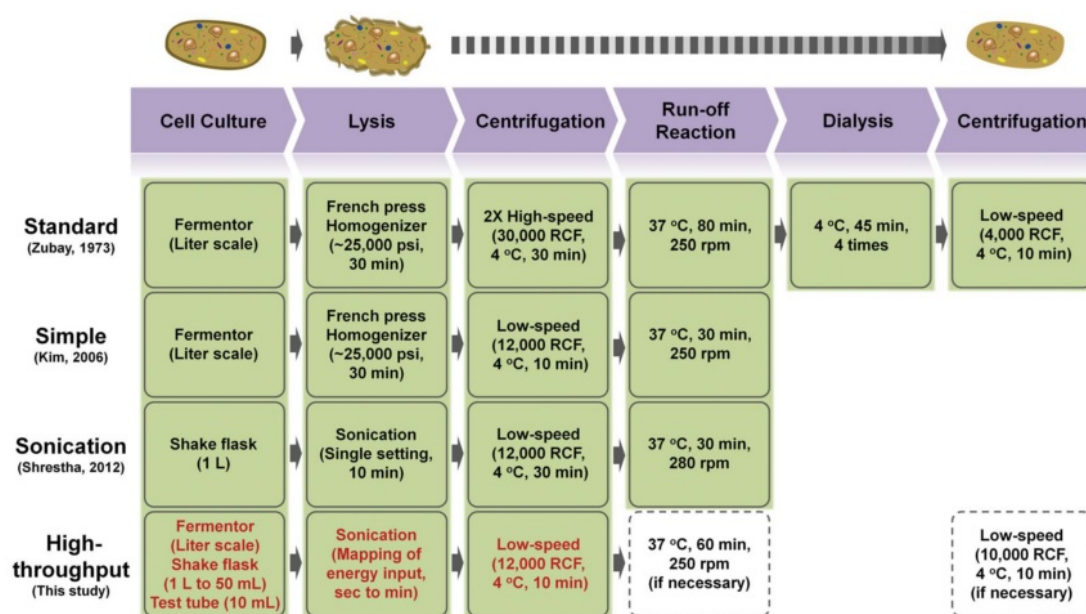 Cell Culture
Lysis
Centrifugation
Run-off
Reaction
Dialysis
Centrifugation
Standard
(Zubay, 1973)
Fermentor
(Liter scale)
French press
Homogenizer
(~25,000 psi,
30 min)
2X High-speed
(30,000 RCF,
4 °C, 30 min)
37 °C, 80 min,
250 rpm
4 °C, 45 min,
4 times
Low-speed
(4,000 RCF,
4 °C, 10 min)
Simple
(Kim, 2006)
Fermentor
(Liter scale)
French press
Homogenizer
(~25,000 psi,
30 min)
Low-speed
(12,000 RCF,
4 °C, 10 min)
37 °C, 30 min,
250 rpm
Sonication
(Shrestha, 2012)
Shake flask
(1 L)
Sonication
(Single setting,
10 min)
Low-speed
(12,000 RCF,
4 °C, 30 min)
37 °C, 30 min,
280 rpm
High-
throughput
(This study)
Fermentor
(Liter scale)
Shake flask
(1 L to 50 mL)
Test tube (10 mL)
Sonication
(Mapping of
energy input,
sec to min)
Low-speed
(12,000 RCF,
4 °C, 10 min)
37 °C, 60 min,
250 rpm
(if necessary)
Low-speed
(10,000 RCF,
4 °C, 10 min)
(if necessary)